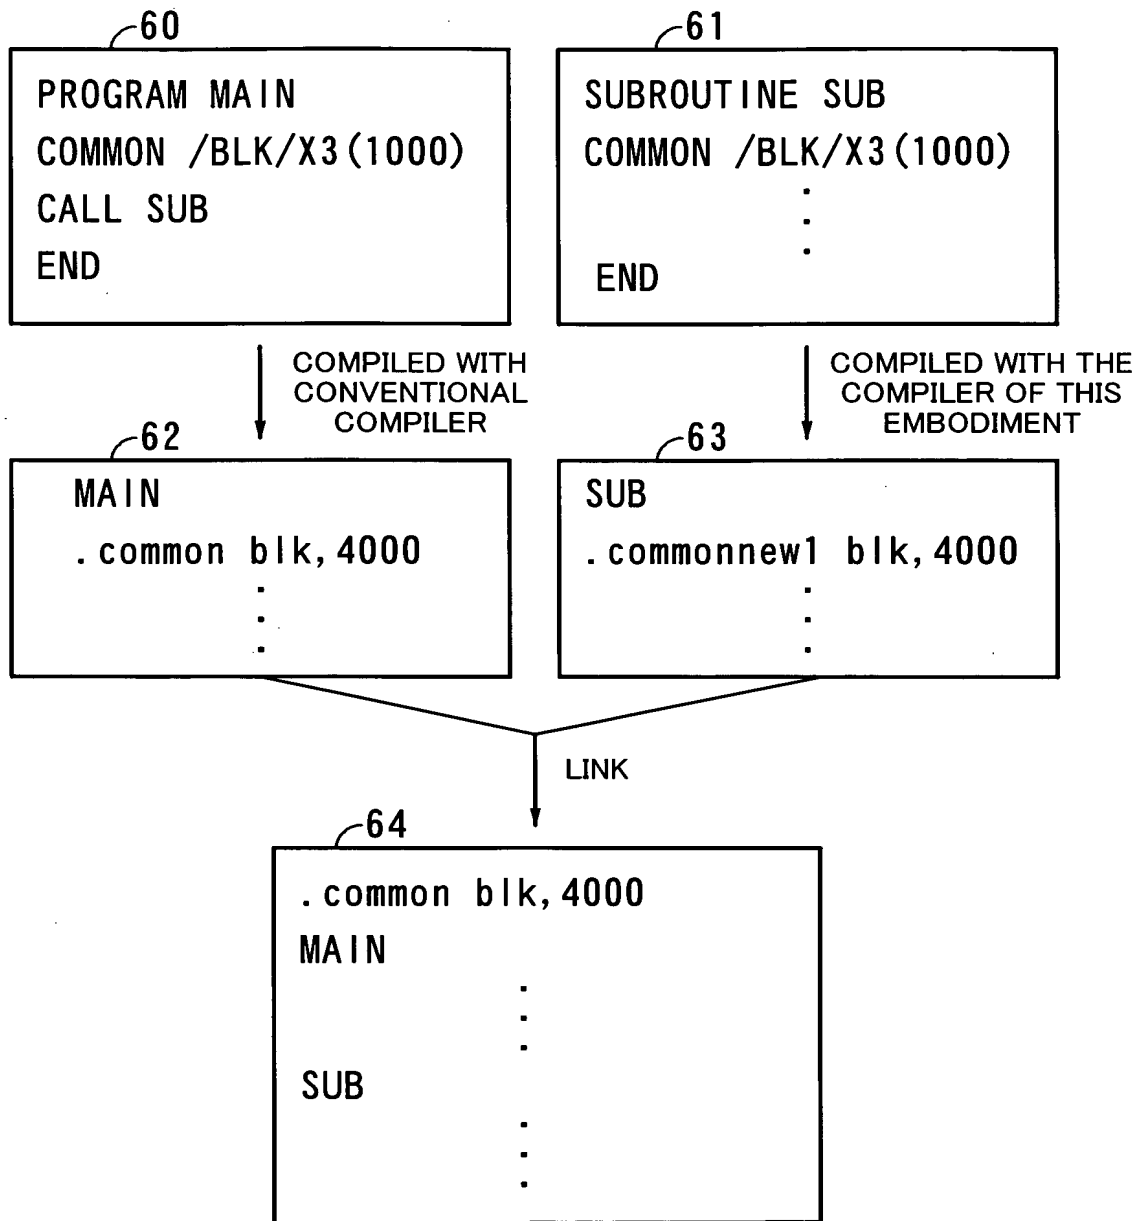 60
PROGRAM MAIN
COMMON /BLK/X3(1000)
CALL SUB
END
61
SUBROUTINE SUB
COMMON /BLK/X3(1000)
.
.
.
END
COMPILED WITH
CONVENTIONAL
COMPILER
COMPILED WITH THE
COMPILER OF THIS
EMBODIMENT
62
MAIN
.common blk,4000
.
.
.
63
SUB
.commonnew1 blk,4000
.
.
.
LINK
64
.common blk,4000
MAIN
.
.
.
SUB
.
.
.